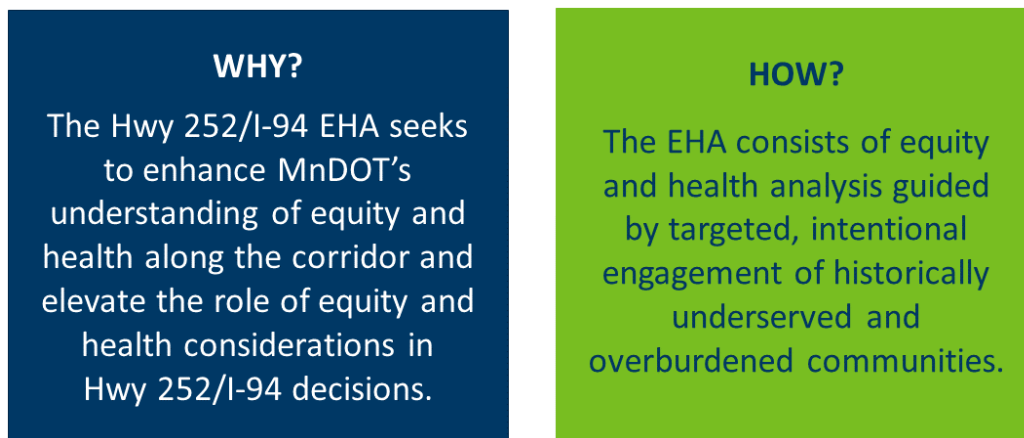 WHY?
The Hwy 252/I-94 EHA seeks
to enhance MnDOT’s
understanding of equity and
health along the corridor and
elevate the role of equity and
health considerations in
Hwy 252/I-94 decisions.
HOW?
The EHA consists of equity
and health analysis guided
by targeted, intentional
engagement of historically
underserved and
overburdened communities.